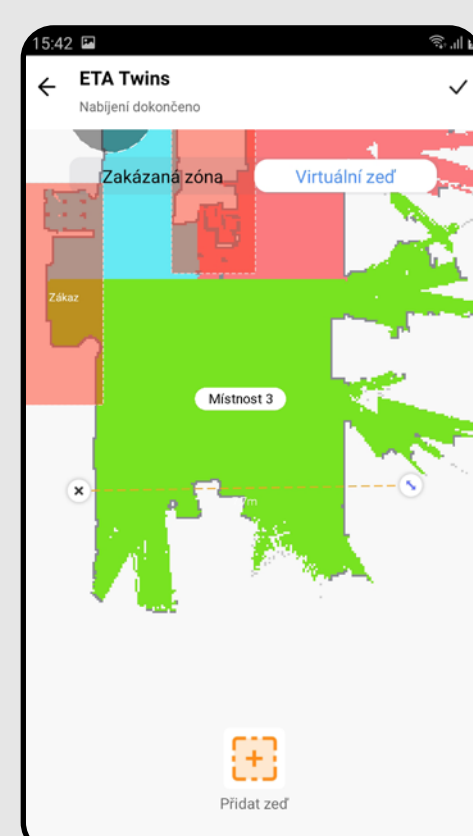 15:42
ETA Twins
Nabíjení dokončeno
Zakázaná zóna
Virtuální zeď
Zákaz
Místnost 3
Přidat zeď